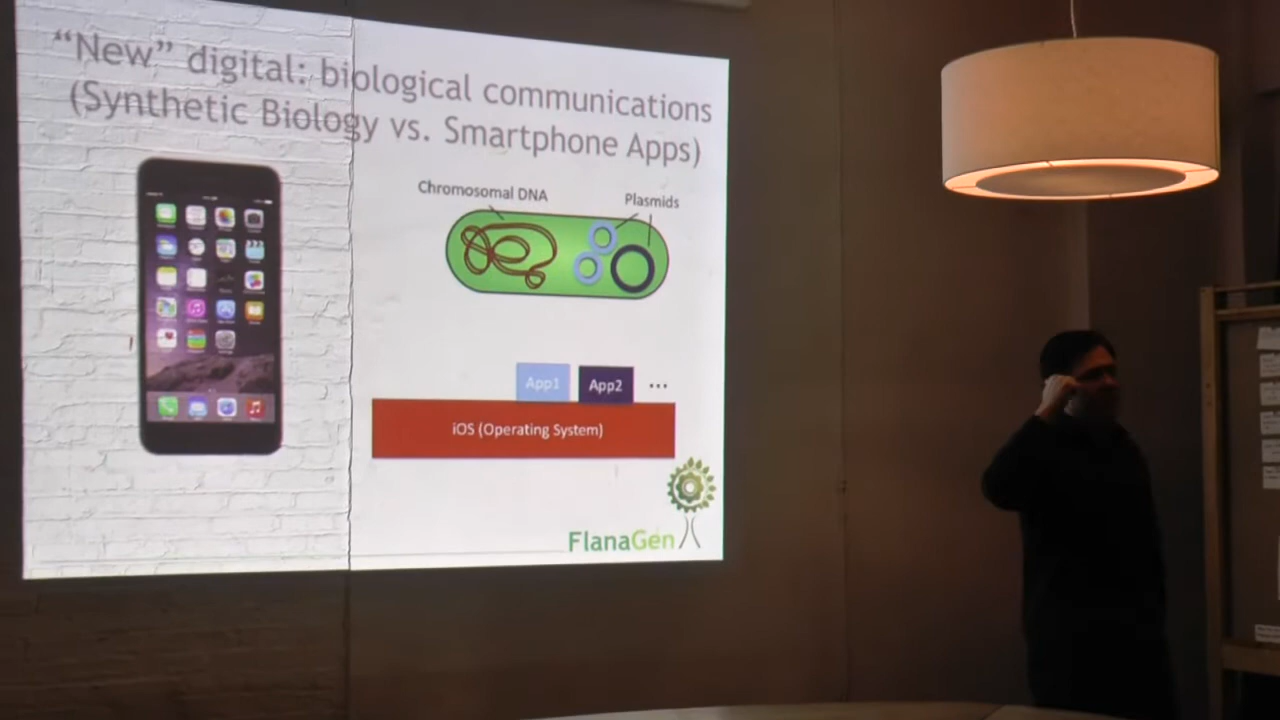 “New” digital: biological communications
(Synthetic Biology vs. Smartphone Apps)
Chromosomal DNA
Plasmids
App1
App2
...
iOS (Operating System)
FlanaGen